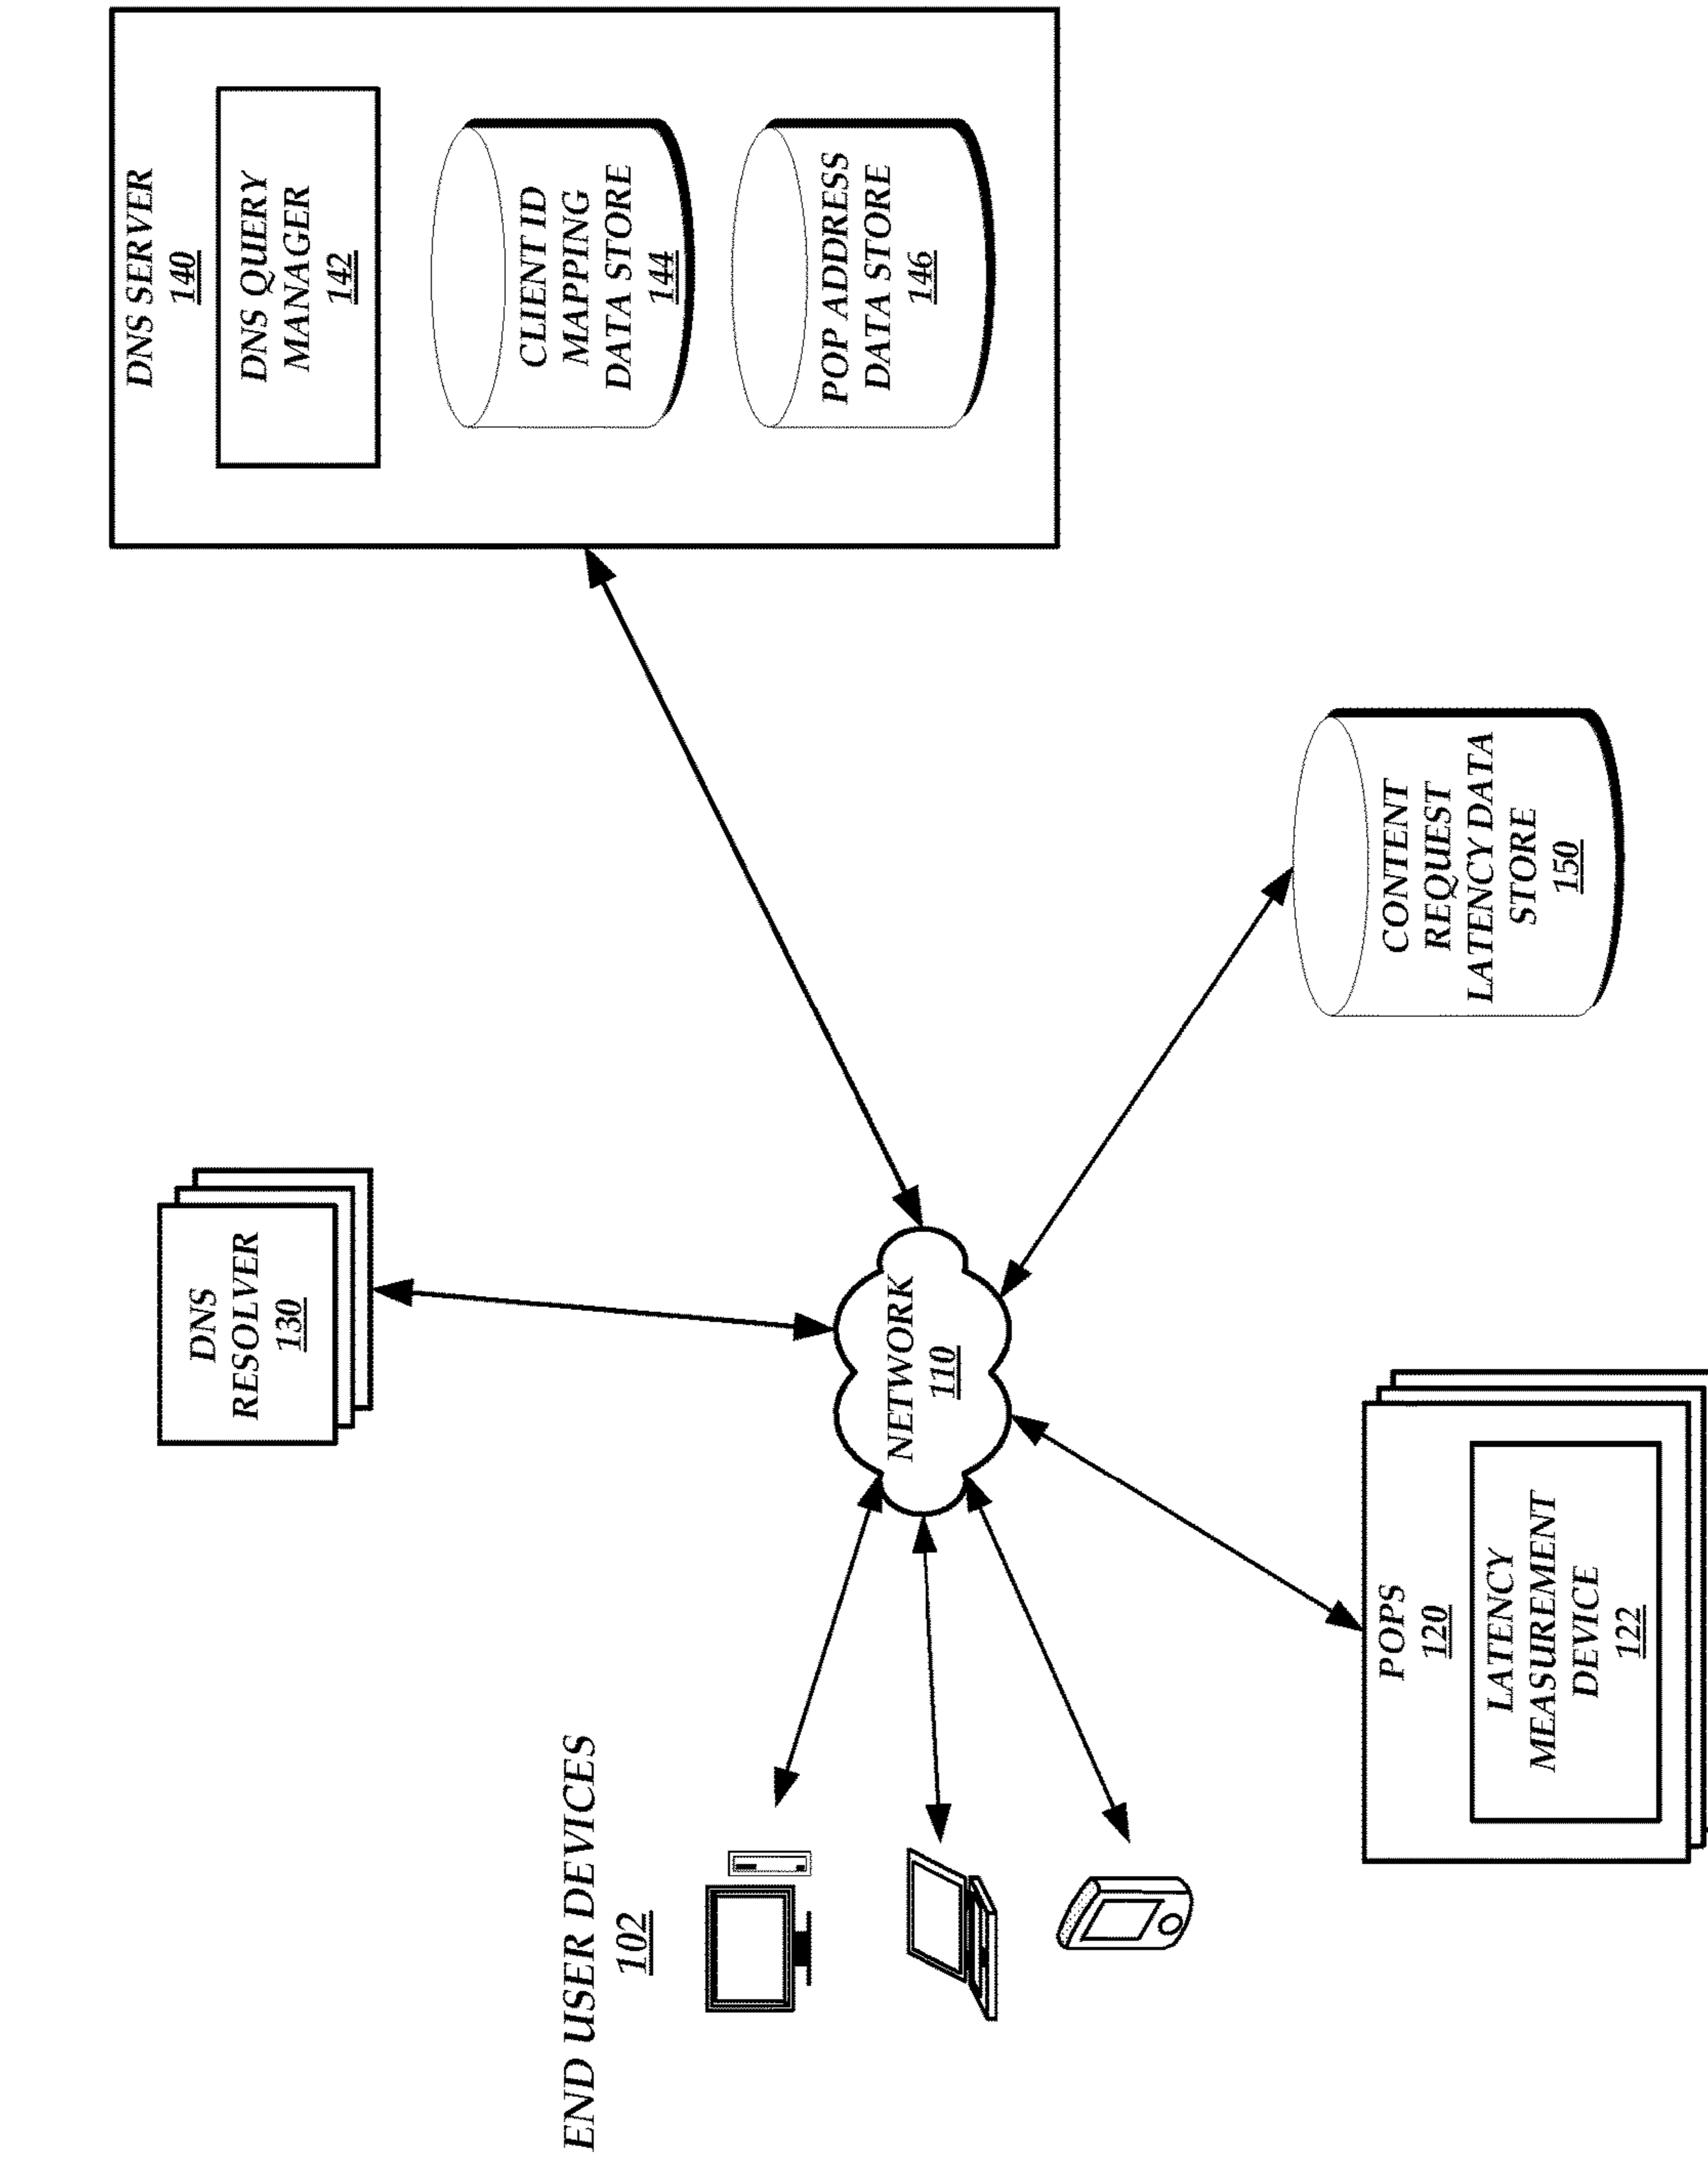 DNS SERVER
140
DNS QUERY
MANAGER
142
CLIENT ID
MAPPING
DATA STORE
144
POP ADDRESS
DATA STORE
146
DNS
RESOLVER
130
NETWORK
110
CONTENT
REQUEST
LATENCY DATA
STORE
150
END USER DEVICES
102
POPS
120
LATENCY
MEASUREMENT
DEVICE
122